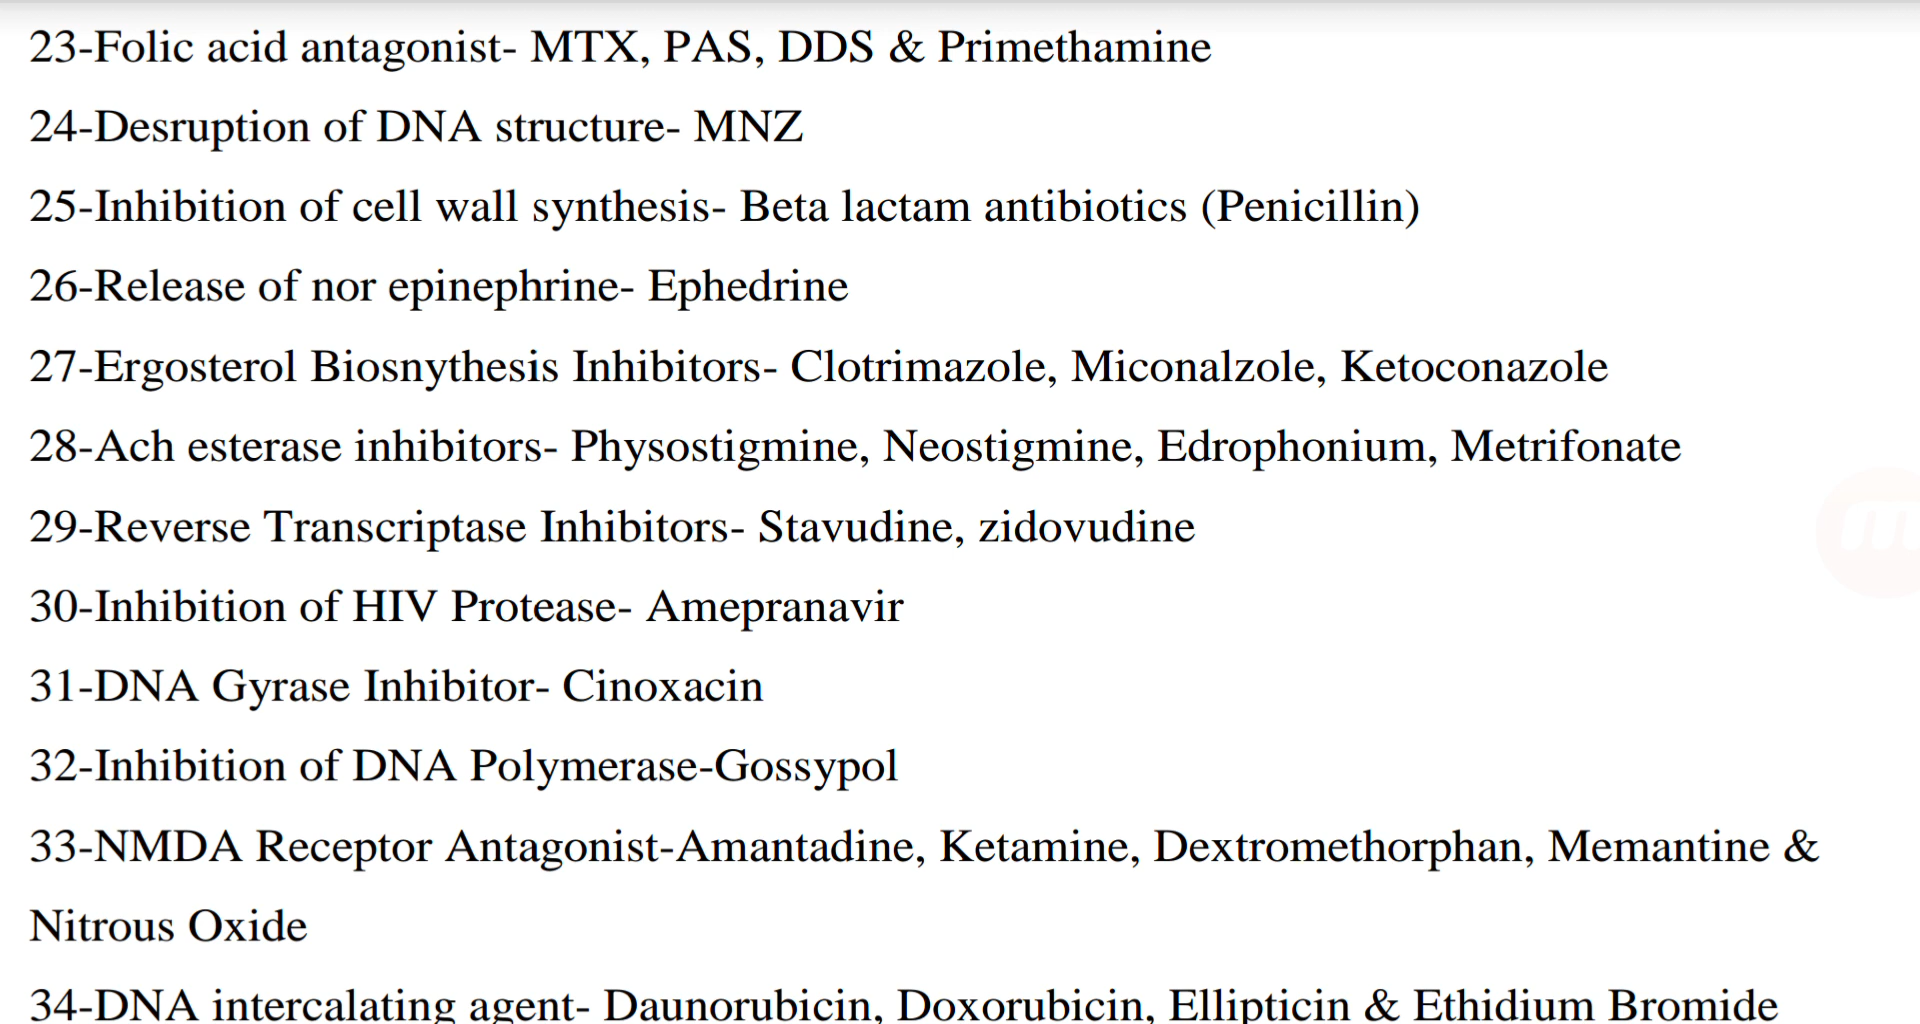 23-Folic acid antagonist- MTX, PAS, DDS & Primethamine
24-Desruption of DNA structure- MNZ
25-Inhibition of cell wall synthesis- Beta lactam antibiotics (Penicillin)
26-Release of nor epinephrine- Ephedrine
27-Ergosterol Biosnythesis Inhibitors- Clotrimazole, Miconalzole, Ketoconazole
28-Ach esterase inhibitors- Physostigmine, Neostigmine, Edrophonium, Metrifonate
29-Reverse Transcriptase Inhibitors- Stavudine, zidovudine
30-Inhibition of HIV Protease- Amepranavir
31-DNA Gyrase Inhibitor- Cinoxacin
32-Inhibition of DNA Polymerase-Gossypol
33-NMDA Receptor Antagonist-Amantadine, Ketamine, Dextromethorphan, Memantine &
Nitrous Oxide
34-DNA intercalating agent- Daunorubicin, Doxorubicin, Ellipticin & Ethidium Bromide